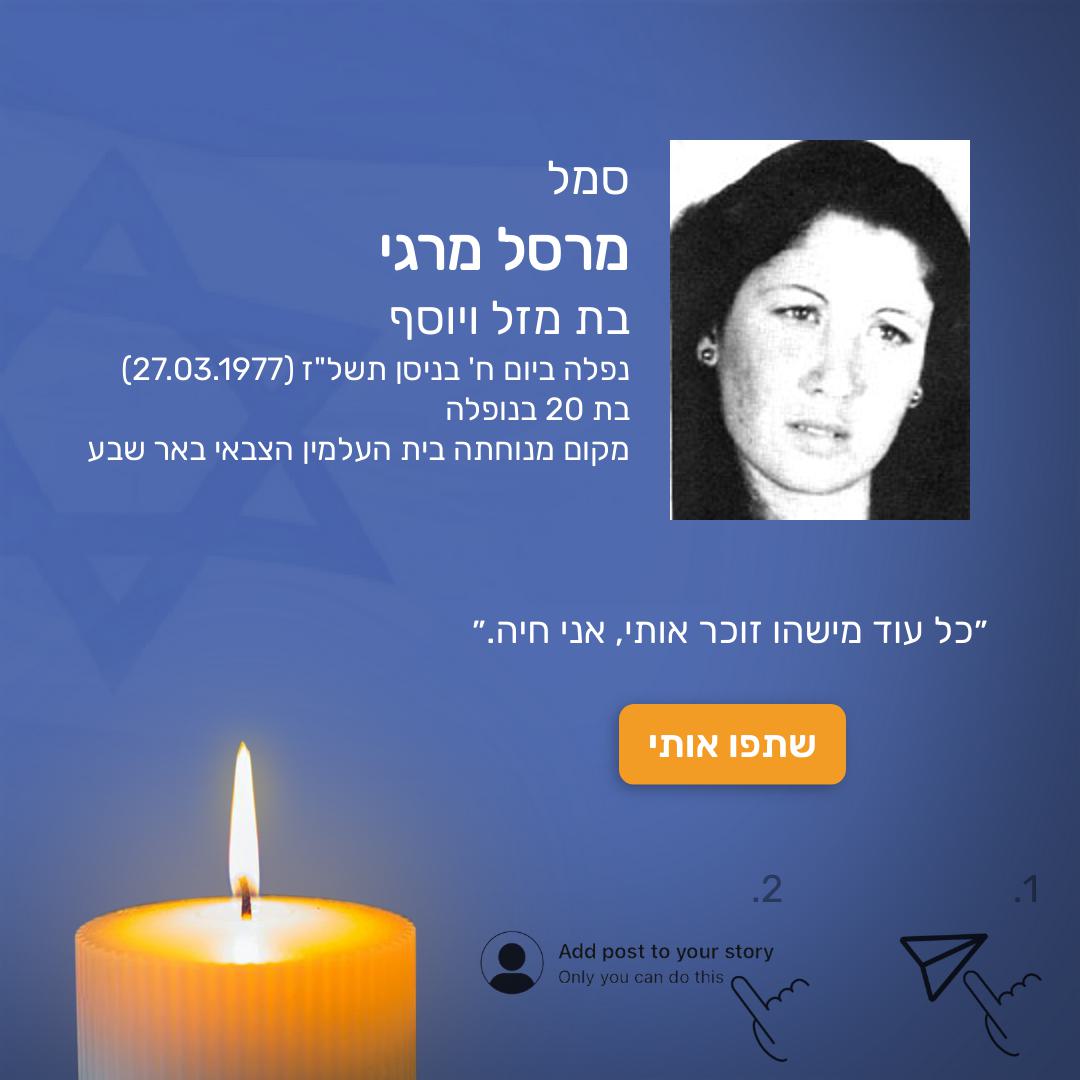 סמל
מרסל מרגי
בת מזל ויוסף
נפלה ביום ח' בניסן תשל"ז (27.03.1977)
בת 20 בנופלה
מקום מנוחתה בית העלמין הצבאי באר שבע
״כל עוד מישהו זוכר אותי, אני חיה.״
שתפו אותי
1.
2.
Add post to your story
Only you can do this